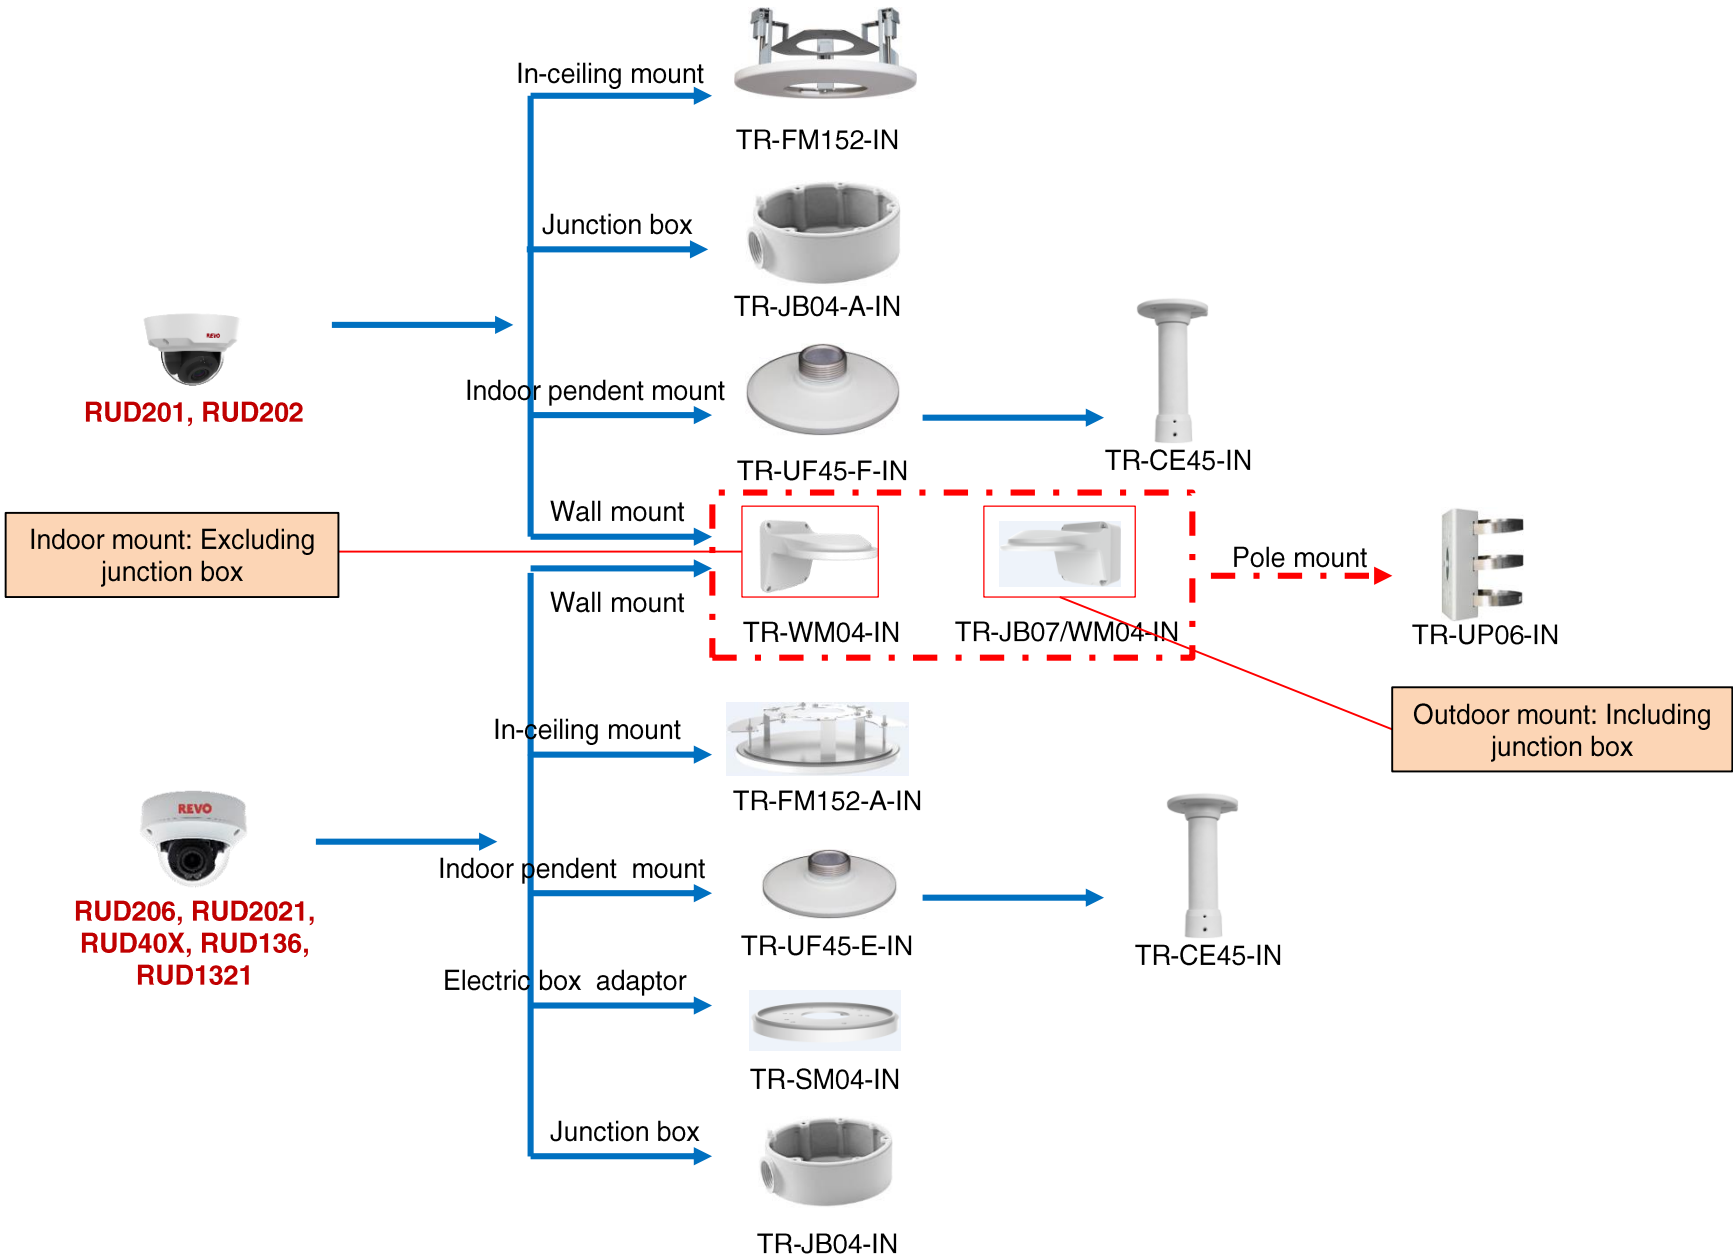 In-ceiling mount
TR-FM152-IN
Junction box
TR-JB04-A-IN
REVO
RUD201, RUD202
Indoor pendent mount
TR-UF45-F-IN
TR-CE45-IN
Wall mount
Indoor mount: Excluding
junction box
Wall mount
TR-WM04-IN
TR-JB07/WM04-IN
Pole mount
TR-UP06-IN
Outdoor mount: Including
junction box
In-ceiling mount
TR-FM152-A-IN
REVO
RUD206, RUD2021,
RUD40X, RUD136,
RUD1321
Indoor pendent  mount
TR-UF45-E-IN
TR-CE45-IN
Electric box  adaptor
TR-SM04-IN
Junction box
TR-JB04-IN